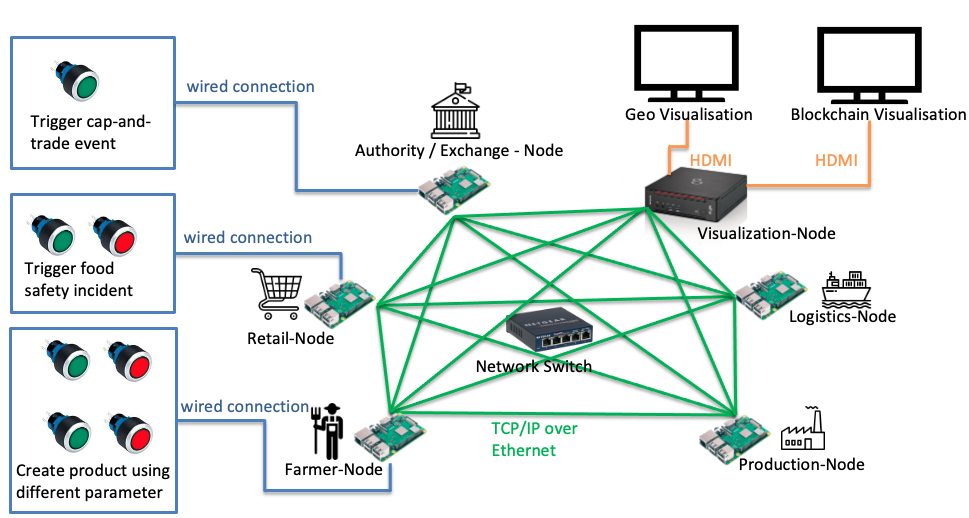 wired connection
Trigger cap-and-
trade event
Geo Visualisation
Blockchain Visualisation
Authority / Exchange - Node
HDMI
HDMI
Visualization-Node
wired connection
Trigger food
safety incident
Retail-Node
NETGEAR
Network Switch
Logistics-Node
wired connection
Create product using
different parameter
Farmer-Node
TCP/IP over
Ethernet
Production-Node